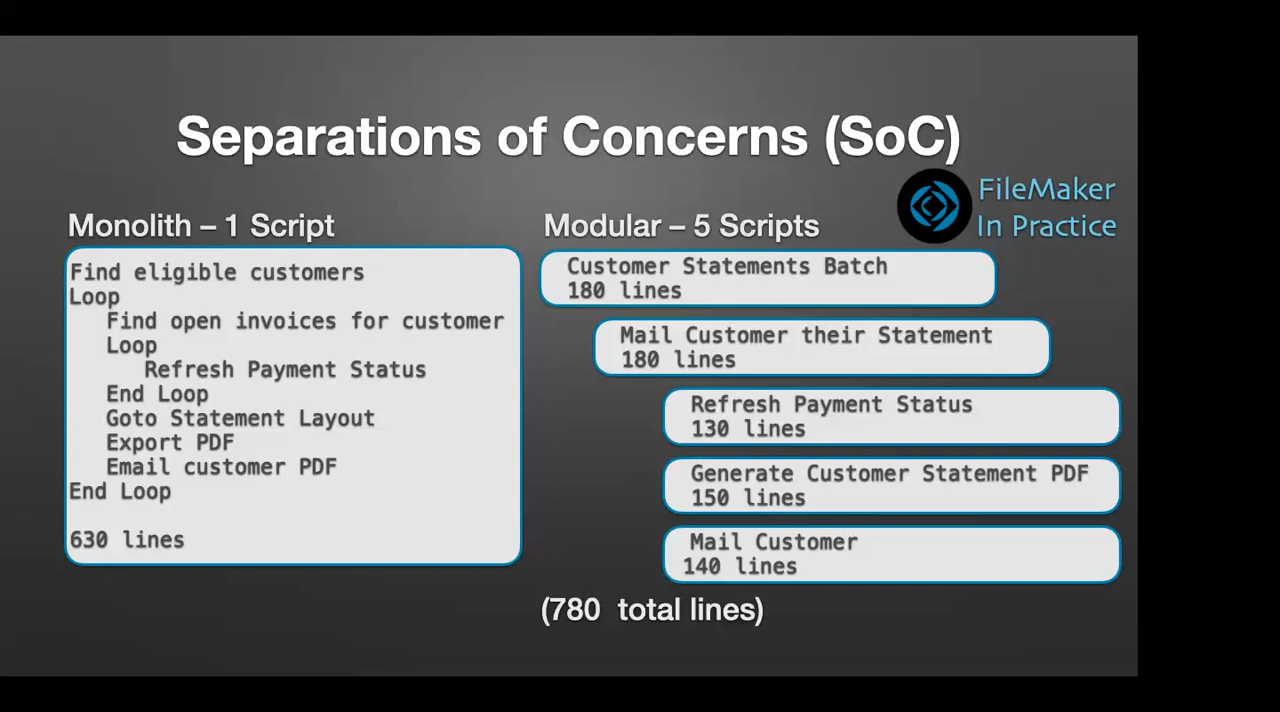 Separations of Concerns (SoC)
FileMaker
In Practice
Monolith – 1 Script
Find eligible customers
Loop
Find open invoices for customer
Loop
Refresh Payment Status
End Loop
Goto Statement Layout
Export PDF
Email customer PDF
End Loop
630 lines
Modular – 5 Scripts
Customer Statements Batch
180 lines
Mail Customer their Statement
180 lines
Refresh Payment Status
130 lines
Generate Customer Statement PDF
150 lines
Mail Customer
140 lines
(780 total lines)